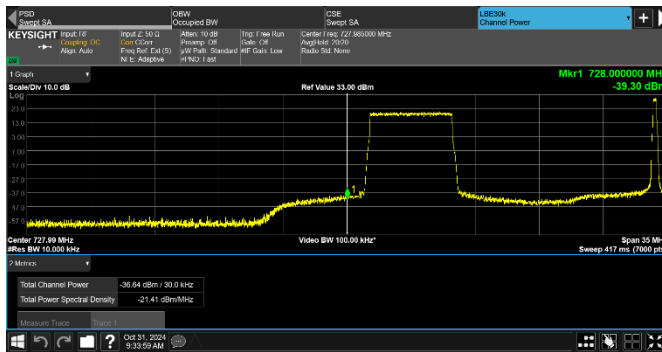 PSD
Swept SA
OBW
Occupied BW
CSE
Swept SA
LBE30k
Channel Power
KEYSIGHT
Input: RF
Coupling: DC
Align: Auto
Input Z: 50 Ω
Corr CCorr
Freq Ref: Ext (S)
NFE: Adaptive
Atten: 10 dB
Preamp: Off
µW Path: Standard
#PNO: Fast
Trig: Free Run
Gate: Off
#IF Gain: Low
Center Freq: 727.985000 MHz
Avg|Hold: 20/20
Radio Std: None
1 Graph
Scale/Div 10.0 dB
Ref Value 33.00 dBm
Mkr1 728.000000 MH
-39.30 dBr
Log
23.0
13.0
3.00
-7.00
-17.0
-27.0
-37.0
-47.0
-57.0
1
Center 727.99 MHz
#Res BW 10.000 kHz
Video BW 100.00 kHz*
Span 35 MH
Sweep 417 ms (7000 pts
2 Metrics
Total Channel Power
-36.64 dBm / 30.0 kHz
Total Power Spectral Density
-21.41 dBm/MHz
Measure Trace
Trace 1
?
Oct 31, 2024
9:33:59 AM